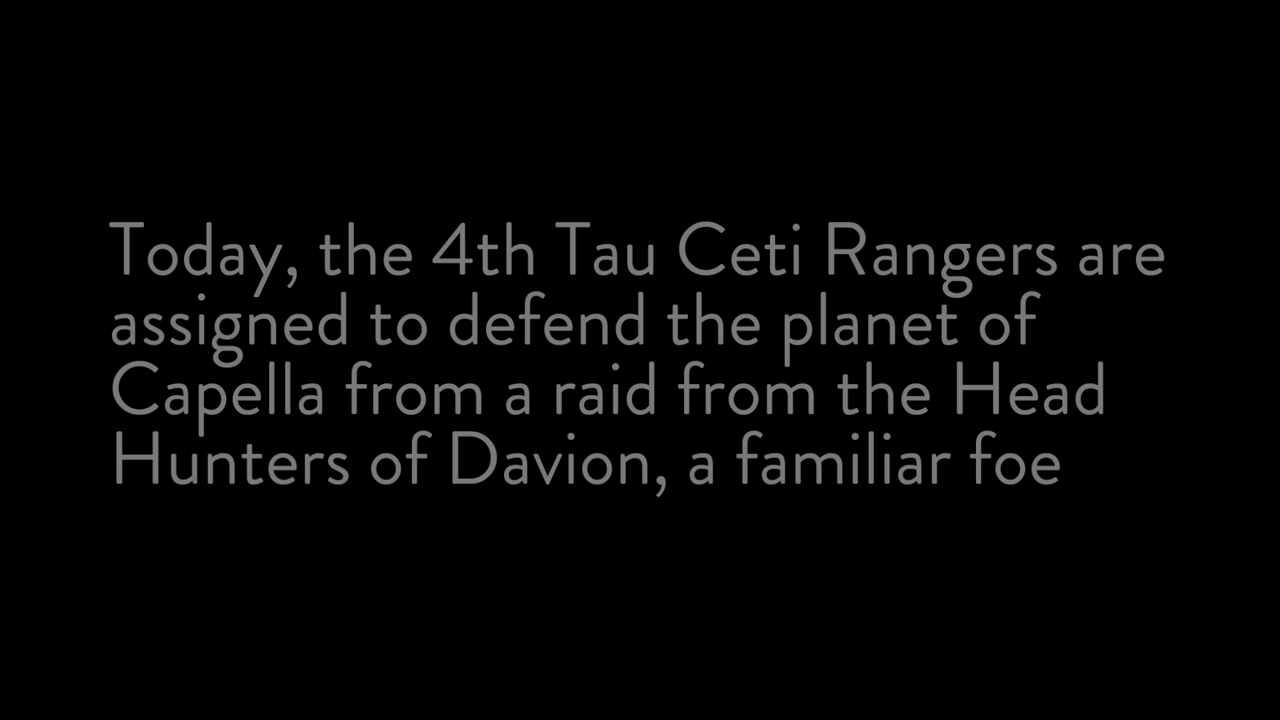 Today, the 4th Tau Ceti Rangers are
assigned to defend the planet of
Capella from a raid from the Head
Hunters of Davion, a familiar foe